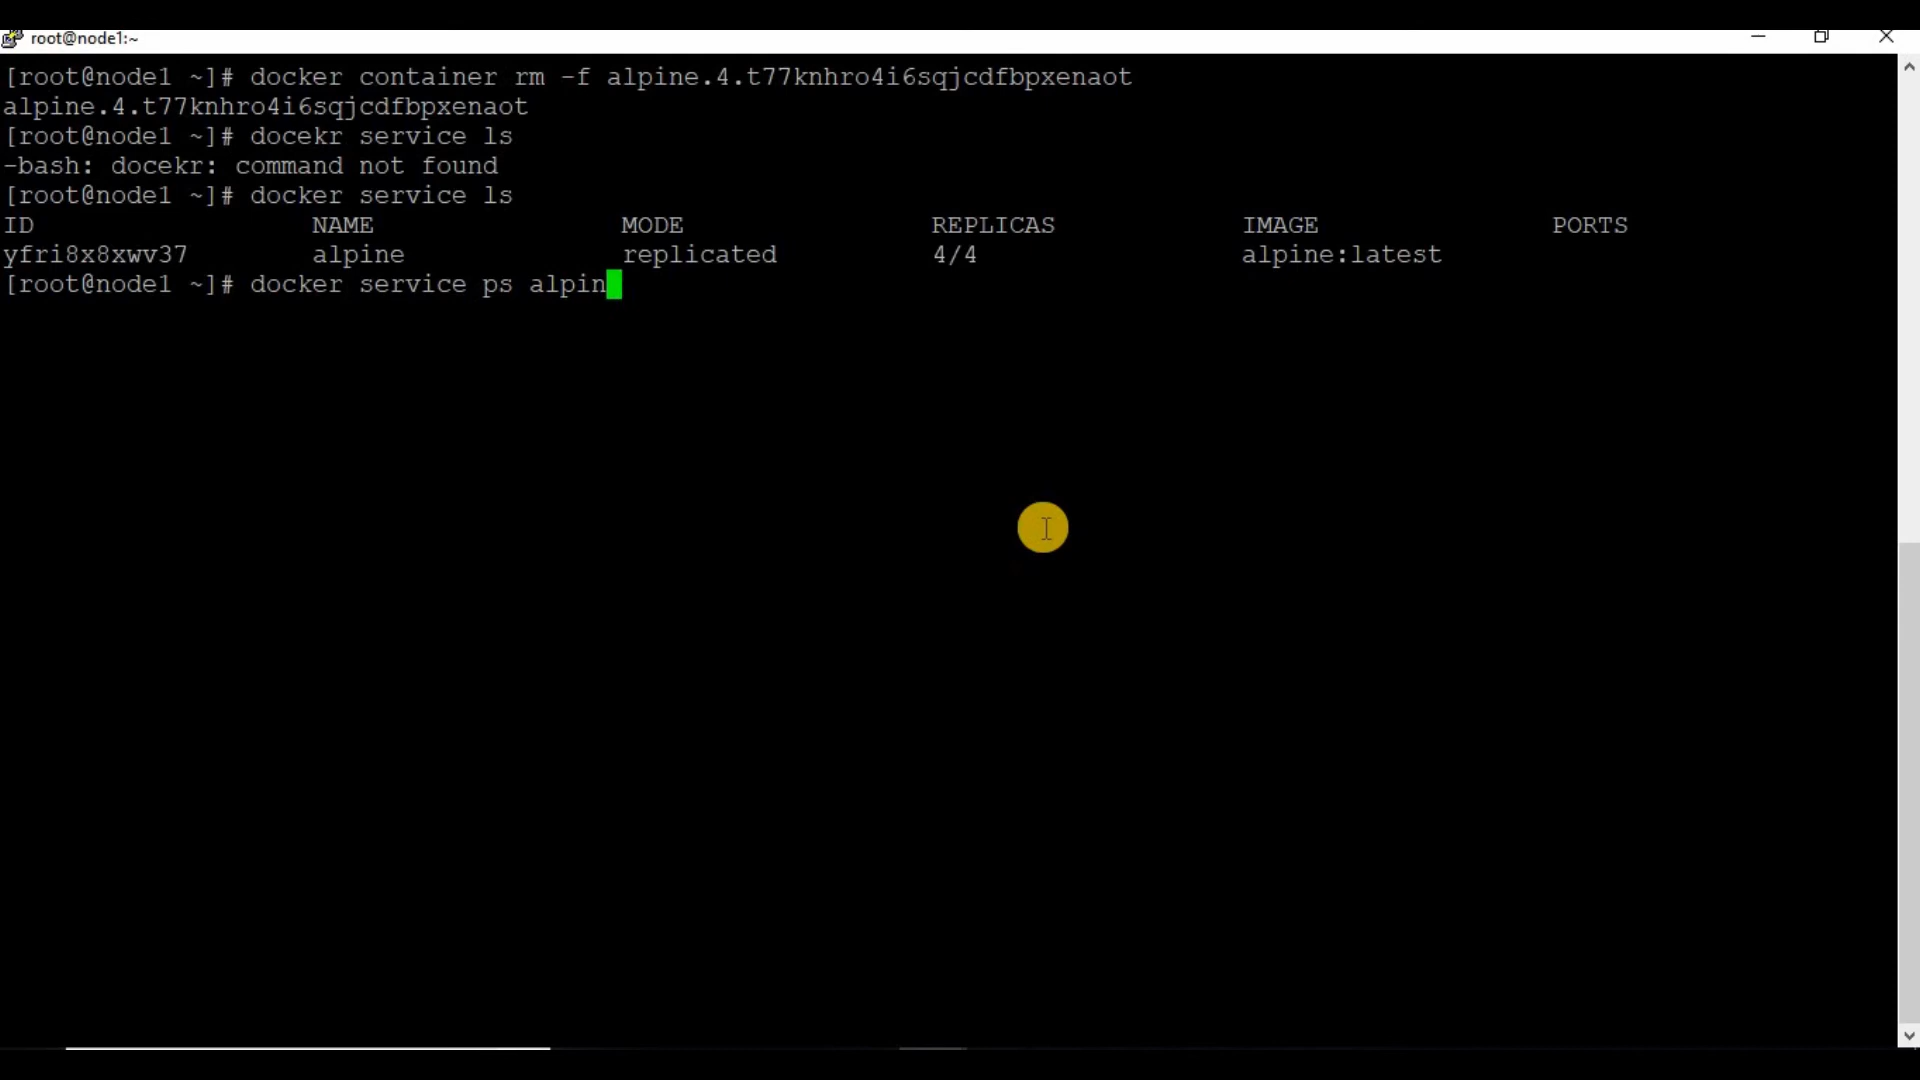 root@node1:~
[root@node1 ~]# docker container rm -f alpine.4.t77knhro4i6sqjcdfbpxenaot
alpine.4.t77knhro4i6sqjcdfbpxenaot
[root@node1 ~]# docekr service ls
-bash: docekr: command not found
[root@node1 ~]# docker service ls
ID NAME MODE REPLICAS IMAGE PORTS
yfri8x8xwv37 alpine replicated 4/4 alpine:latest
[root@node1 ~]# docker service ps alpin